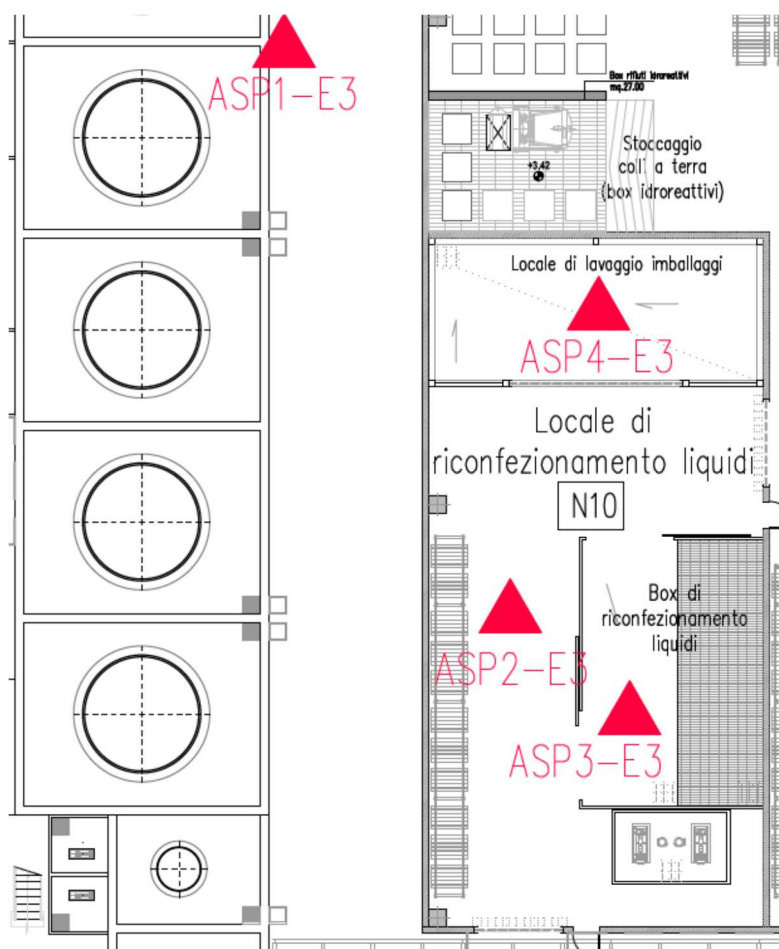 ASP1-E3
Box rifiuti idroreattivi
mq.27.00
Stoccaggio
colli a terra
(box idroreattivi)
+3,42
Locale di lavaggio imballaggi
ASP4-E3
Locale di
riconfezionamento liquidi
N10
Box di
riconfezionamento
liquidi
ASP2-E3
ASP3-E3